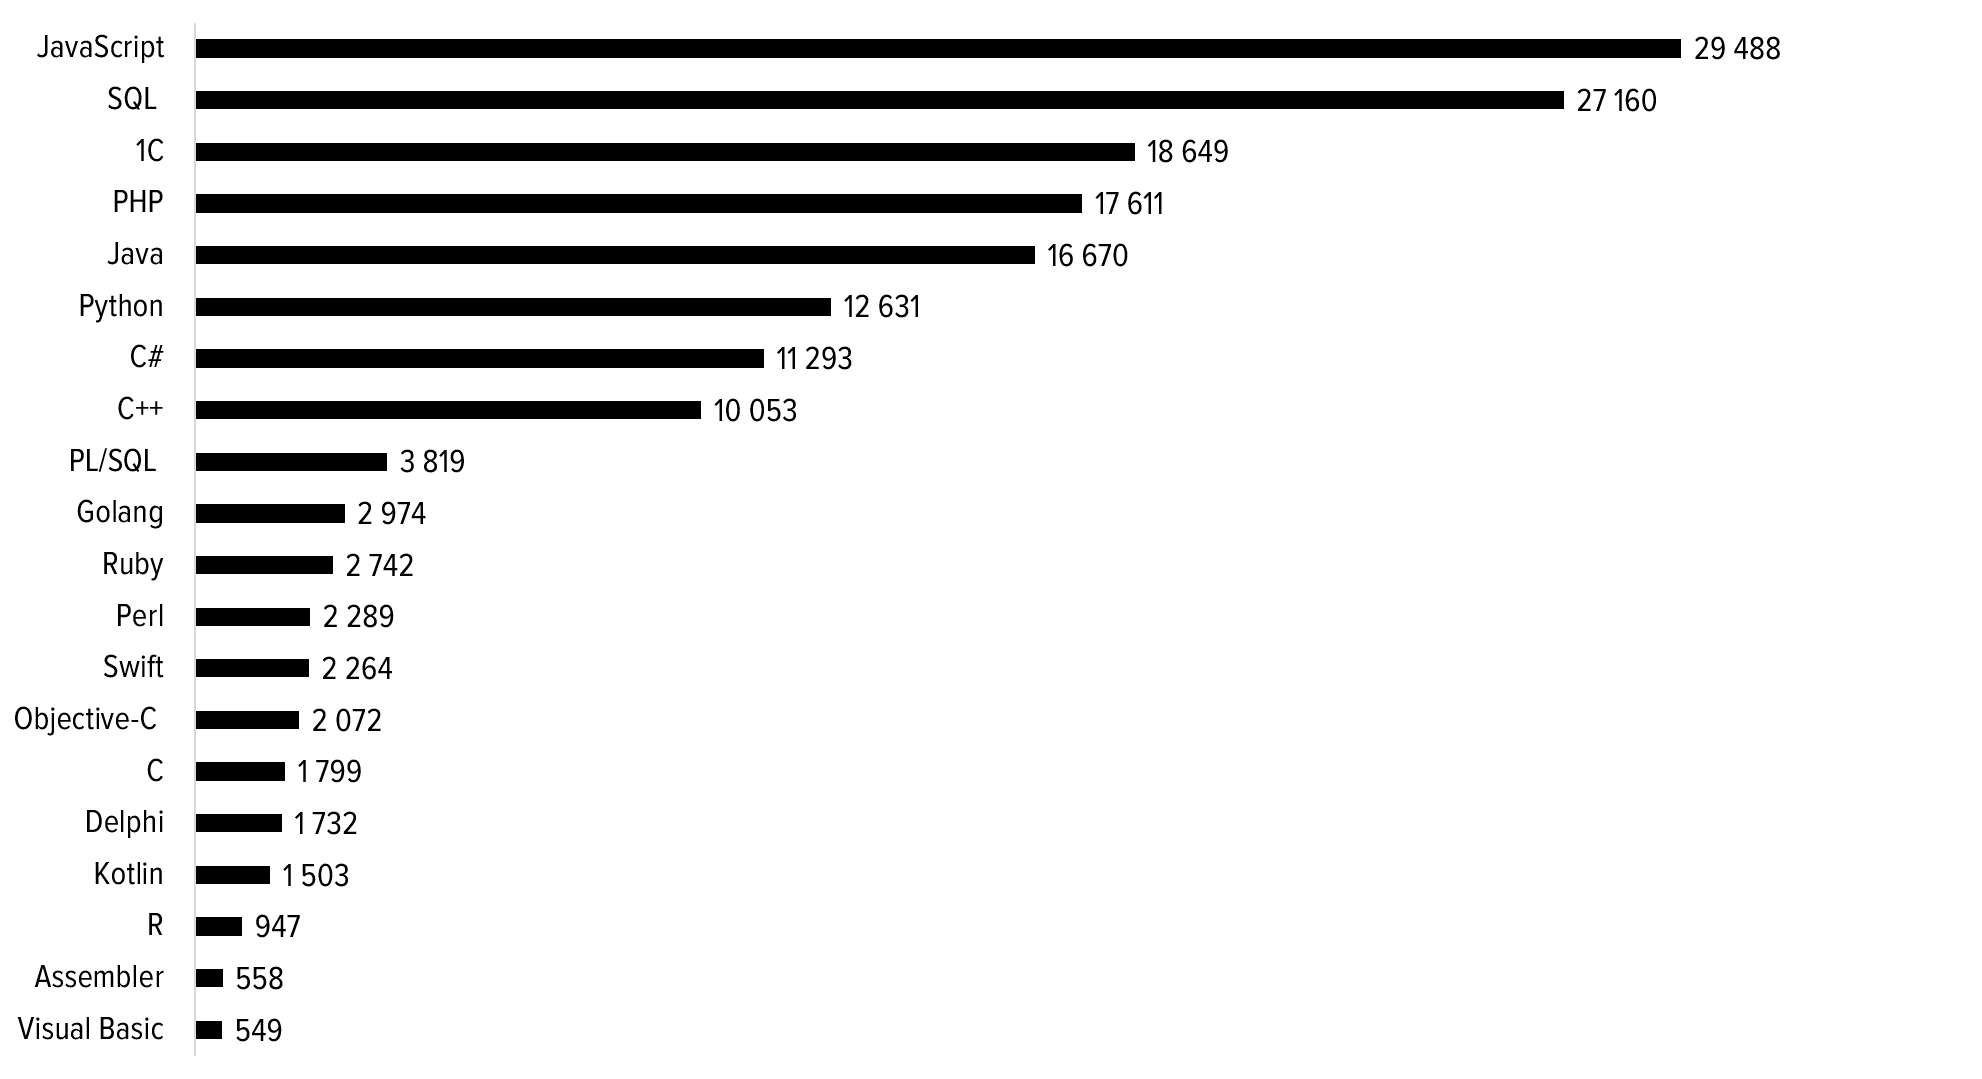 JavaScript 29 488
SQL 27 160
1C 18 649
PHP 17 611
Java 16 670
Python 12 631
C# 11 293
C++ 10 053
PL/SQL 3 819
Golang 2 974
Ruby 2 742
Perl 2 289
Swift 2 264
Objective-C 2 072
C 1 799
Delphi 1 732
Kotlin 1 503
R 947
Assembler 558
Visual Basic 549